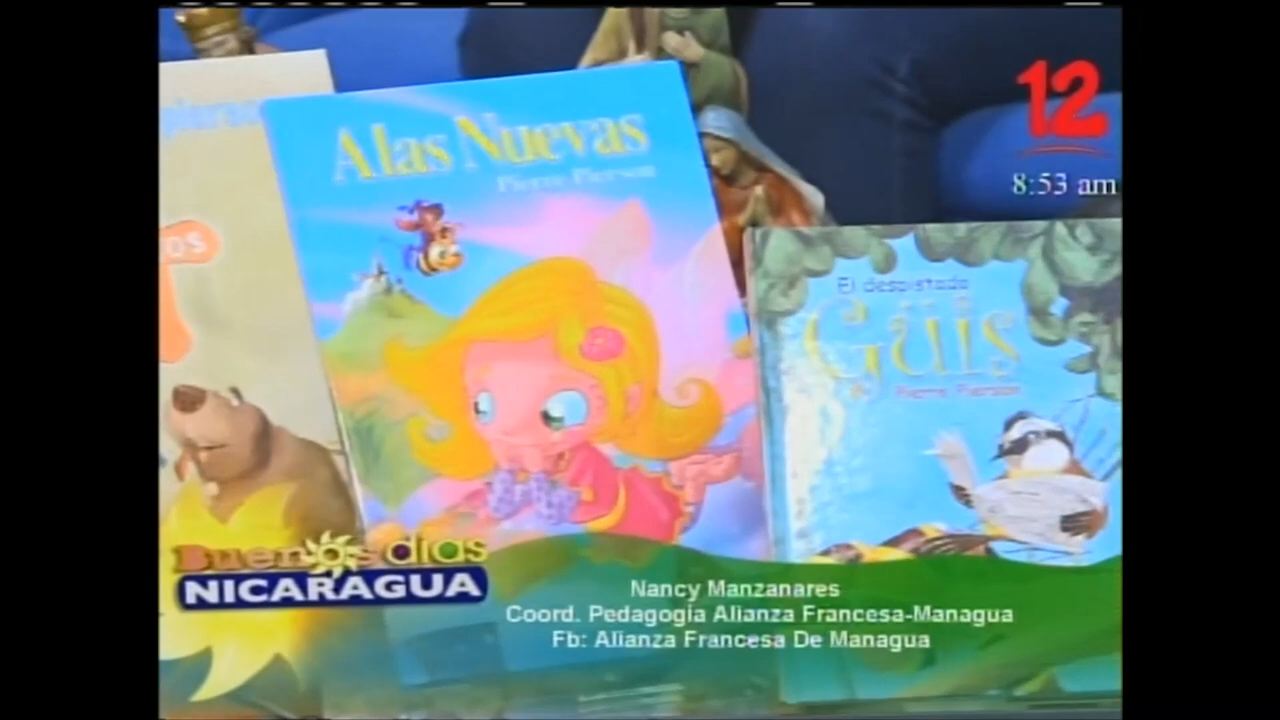 12
8:53 am
Alas Nuevas
Pierre Pierson
os
El despistado
Güis
Pierre Pierson
Buenos días
NICARAGUA
Nancy Manzanares
Coord. Pedagogía Alianza Francesa-Managua
Fb: Alianza Francesa De Managua